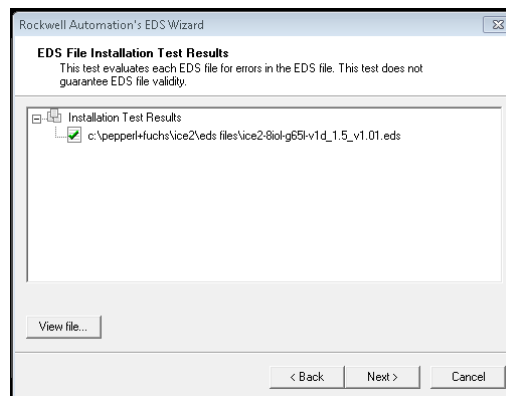 Rockwell Automation's EDS Wizard
EDS File Installation Test Results
This test evaluates each EDS file for errors in the EDS file. This test does not
guarantee EDS file validity.
Installation Test Results
c:\pepperl+fuchs\ice2\eds files\ice2-8iol-g65l-v1d_1.5_v1.01.eds
View file...
< Back
Next >
Cancel